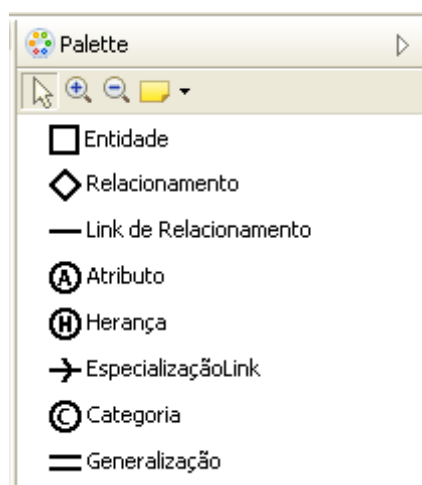 Palette
Entidade
Relacionamento
Link de Relacionamento
A Atributo
H Herança
EspecializaçãoLink
C Categoria
Generalização